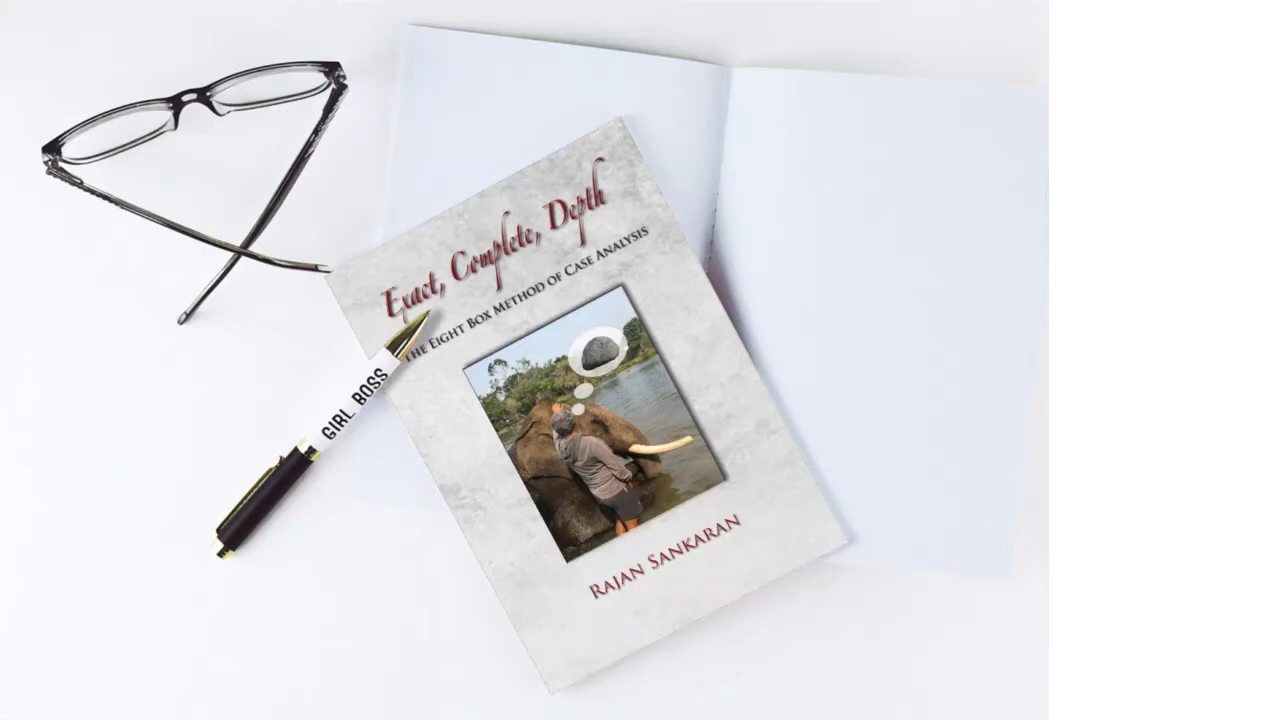 Exact, Complete, Depth
THE EIGHT BOX METHOD OF CASE ANALYSIS
GIRL BOSS
RAJAN SANKARAN